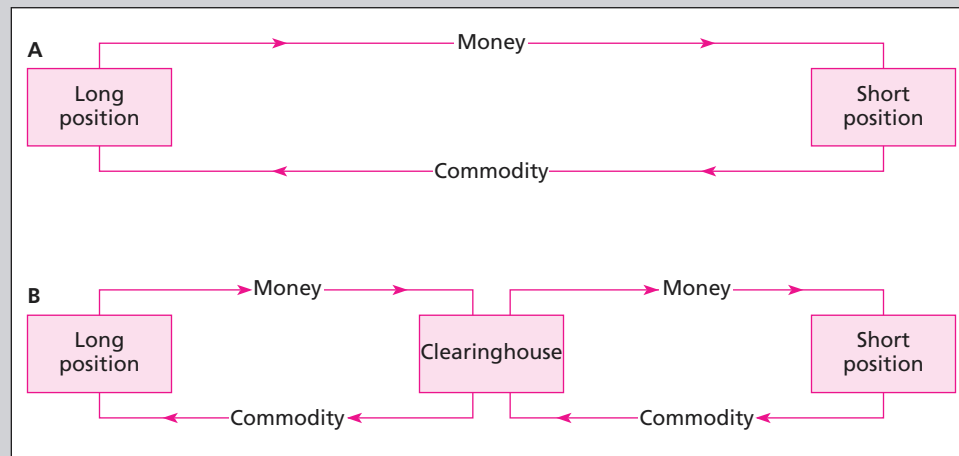 A
Money
Long
position
Short
position
Commodity
B
Money
Money
Long
position
Clearinghouse
Short
position
Commodity
Commodity